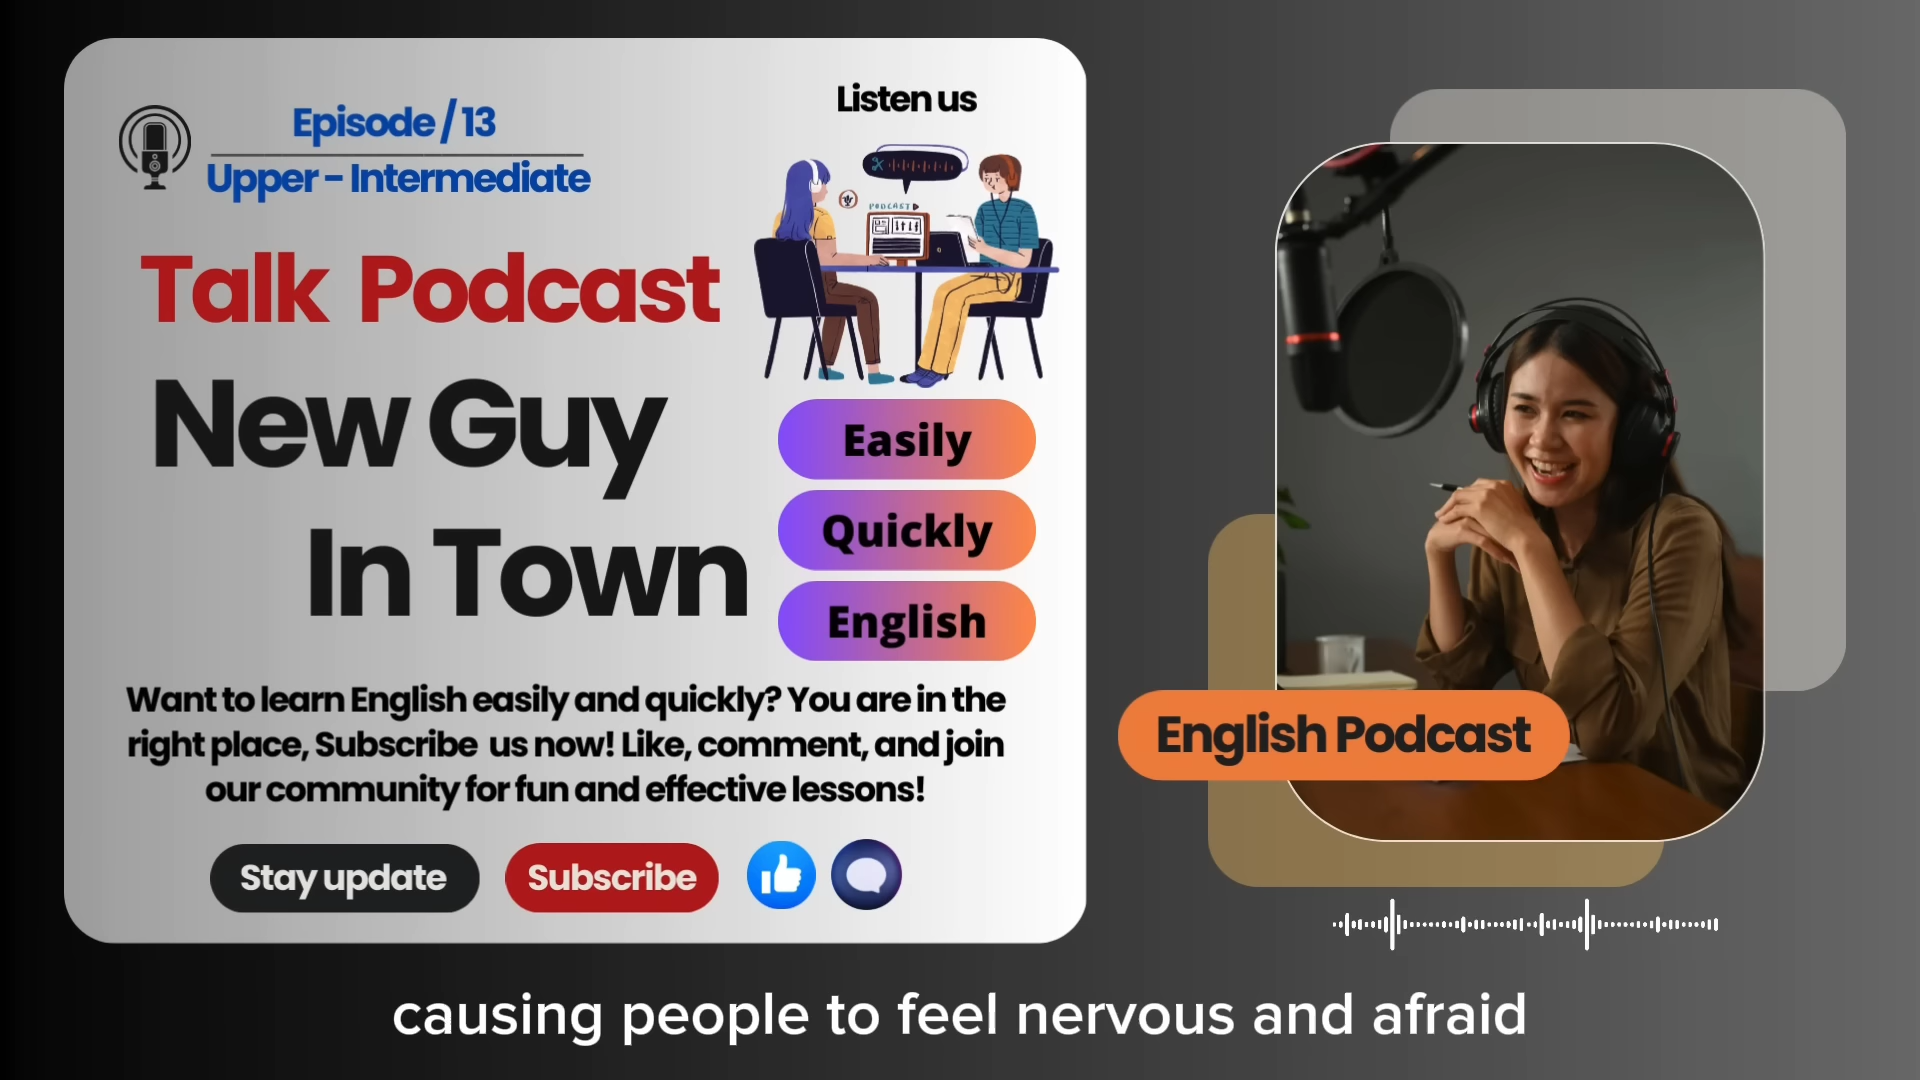 Episode / 13
Upper - Intermediate
Listen us
PODCAST
Talk Podcast
New Guy
In Town
Easily
Quickly
English
Want to learn English easily and quickly? You are in the
right place, Subscribe us now! Like, comment, and join
our community for fun and effective lessons!
Stay update
Subscribe
English Podcast
causing people to feel nervous and afraid